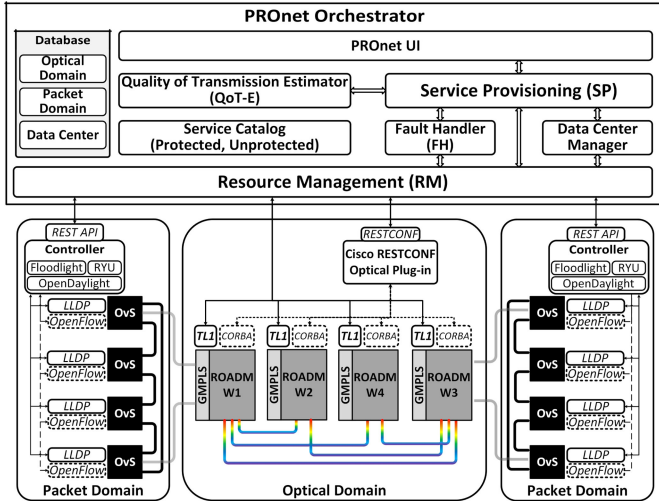 PROnet Orchestrator
Database
Optical
Domain
Packet
Domain
Data Center
PROnet UI
Quality of Transmission Estimator
(QoT-E)
Service Provisioning (SP)
Service Catalog
(Protected, Unprotected)
Fault Handler
(FH)
Data Center
Manager
Resource Management (RM)
REST API
Controller
Floodlight
RYU
OpenDaylight
LLDP
OpenFlow
OvS
LLDP
OpenFlow
OvS
LLDP
OpenFlow
OvS
LLDP
OpenFlow
OvS
Packet Domain
RESTCONF
Cisco RESTCONF
Optical Plug-in
TL1
CORBA
TL1
CORBA
TL1
CORBA
TL1
CORBA
GMPLS
ROADM
W1
GMPLS
ROADM
W2
GMPLS
ROADM
W4
GMPLS
ROADM
W3
Optical Domain
REST API
Controller
Floodlight
RYU
OpenDaylight
OvS
LLDP
OpenFlow
OvS
LLDP
OpenFlow
OvS
LLDP
OpenFlow
OvS
LLDP
OpenFlow
Packet Domain